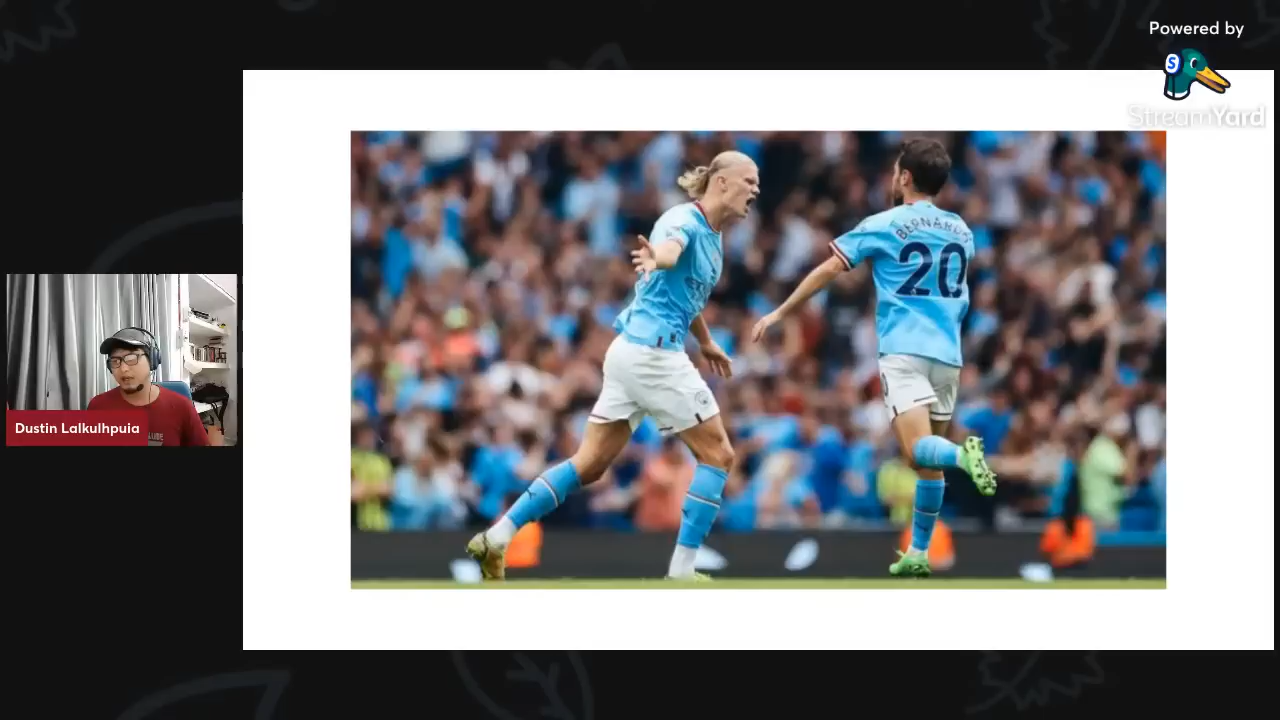 Powered by
S
StreamYard
BERNARDO
20
Dustin Lalkulhpuia